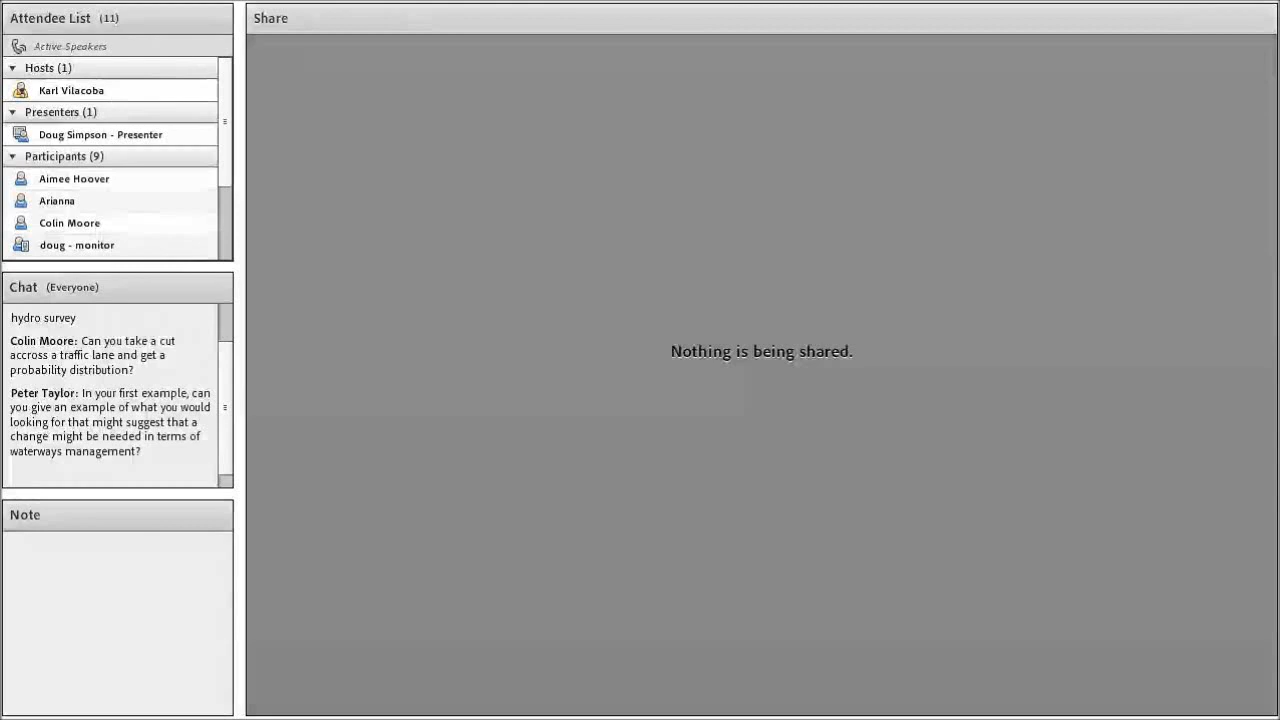 Attendee List (11)
Active Speakers
Hosts (1)
Karl Vilacoba
Presenters (1)
Doug Simpson - Presenter
Participants (9)
Aimee Hoover
Arianna
Colin Moore
doug - monitor
Chat (Everyone)
hydro survey
Colin Moore: Can you take a cut
accross a traffic lane and get a
probability distribution?
Peter Taylor: In your first example, can
you give an example of what you would
looking for that might suggest that a
change might be needed in terms of
waterways management?
Note
Share
Nothing is being shared.